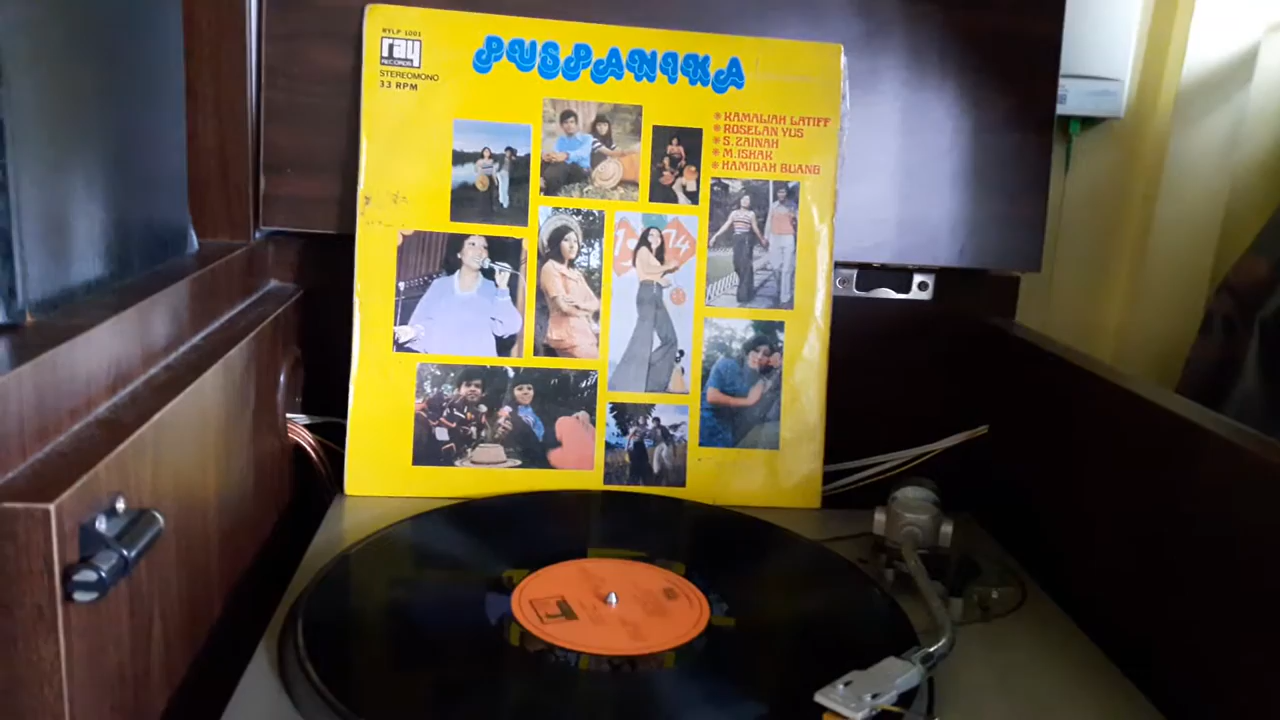 RYLP 1001
ray
RECORDS
STEREOMONO
33 RPM
PUSPANIKA
KAMALIAH LATIFF
ROSELAN YUS
S. ZAINAH
M. ISHAK
HAMIDAH BUANG